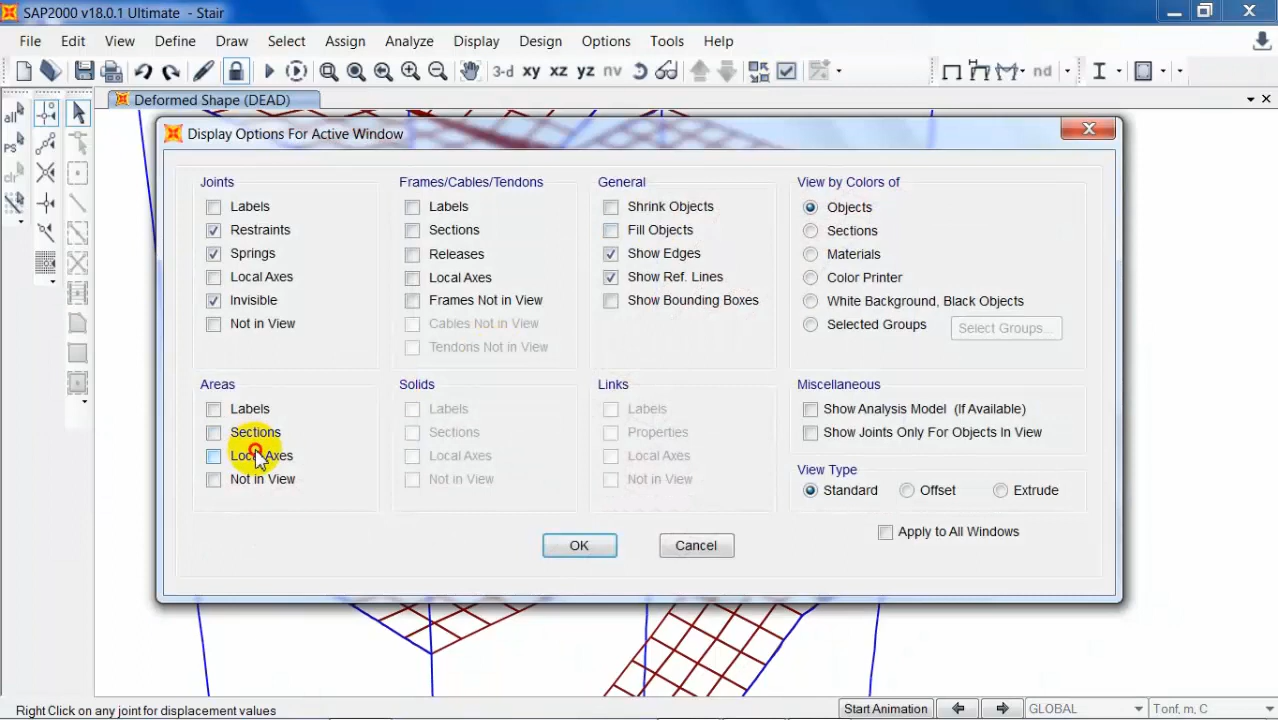 SAP2000 v18.0.1 Ultimate - Stair
File Edit View Define Draw Select Assign Analyze Display Design Options Tools Help
3-d xy xz yz nv nd
all
PS
clr
Deformed Shape (DEAD)
Display Options For Active Window
Joints
Labels
Restraints
Springs
Local Axes
Invisible
Not in View
Frames/Cables/Tendons
Labels
Sections
Releases
Local Axes
Frames Not in View
Cables Not in View
Tendons Not in View
General
Shrink Objects
Fill Objects
Show Edges
Show Ref. Lines
Show Bounding Boxes
View by Colors of
Objects
Sections
Materials
Color Printer
White Background, Black Objects
Selected Groups
Select Groups...
Areas
Labels
Sections
Local Axes
Not in View
Solids
Labels
Sections
Local Axes
Not in View
Links
Labels
Properties
Local Axes
Not in View
Miscellaneous
Show Analysis Model (If Available)
Show Joints Only For Objects In View
View Type
Standard Offset Extrude
Apply to All Windows
OK
Cancel
Right Click on any joint for displacement values
Start Animation
GLOBAL
Tonf, m, C